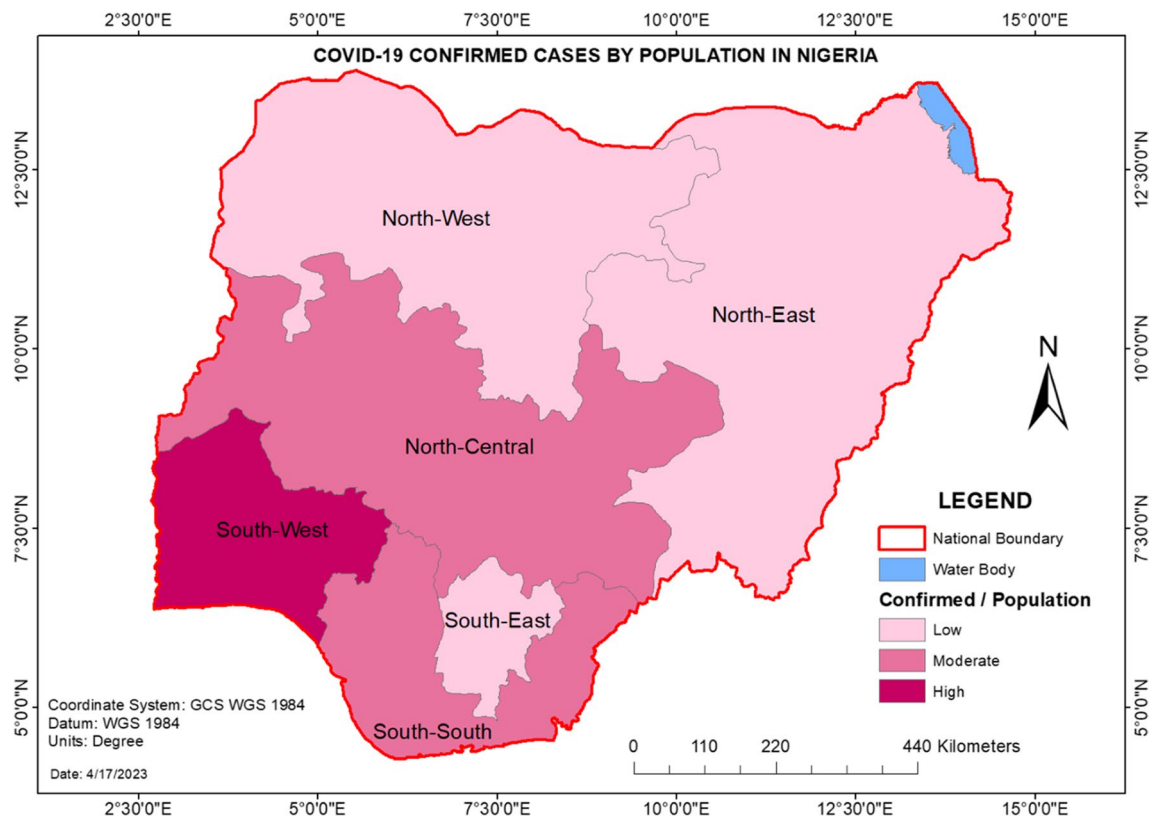 2°30'0"E 5°0'0"E 7°30'0"E 10°0'0"E 12°30'0"E 15°0'0"E
COVID-19 CONFIRMED CASES BY POPULATION IN NIGERIA
12°30'0"N
12°30'0"N
North-West
North-East
10°0'0"N
10°0'0"N
N
North-Central
LEGEND
South-West
7°30'0"N
7°30'0"N
National Boundary
Water Body
Confirmed / Population
South-East
Low
Moderate
High
5°0'0"N
5°0'0"N
Coordinate System: GCS WGS 1984
Datum: WGS 1984
Units: Degree
South-South
Date: 4/17/2023
0 110 220 440 Kilometers
2°30'0"E 5°0'0"E 7°30'0"E 10°0'0"E 12°30'0"E 15°0'0"E